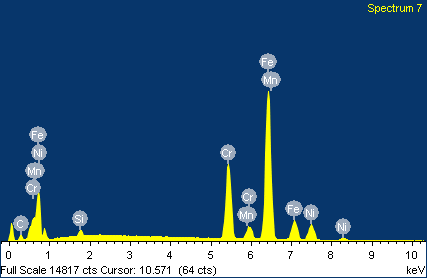 Spectrum 7
Fe
Fe
Mn
Fe
Ni
Cr
Mn
Cr
Cr
Mn
Fe
Ni
C
Si
Ni
0 1 2 3 4 5 6 7 8 9 10
Full Scale 14817 cts Cursor: 10.571 (64 cts) keV